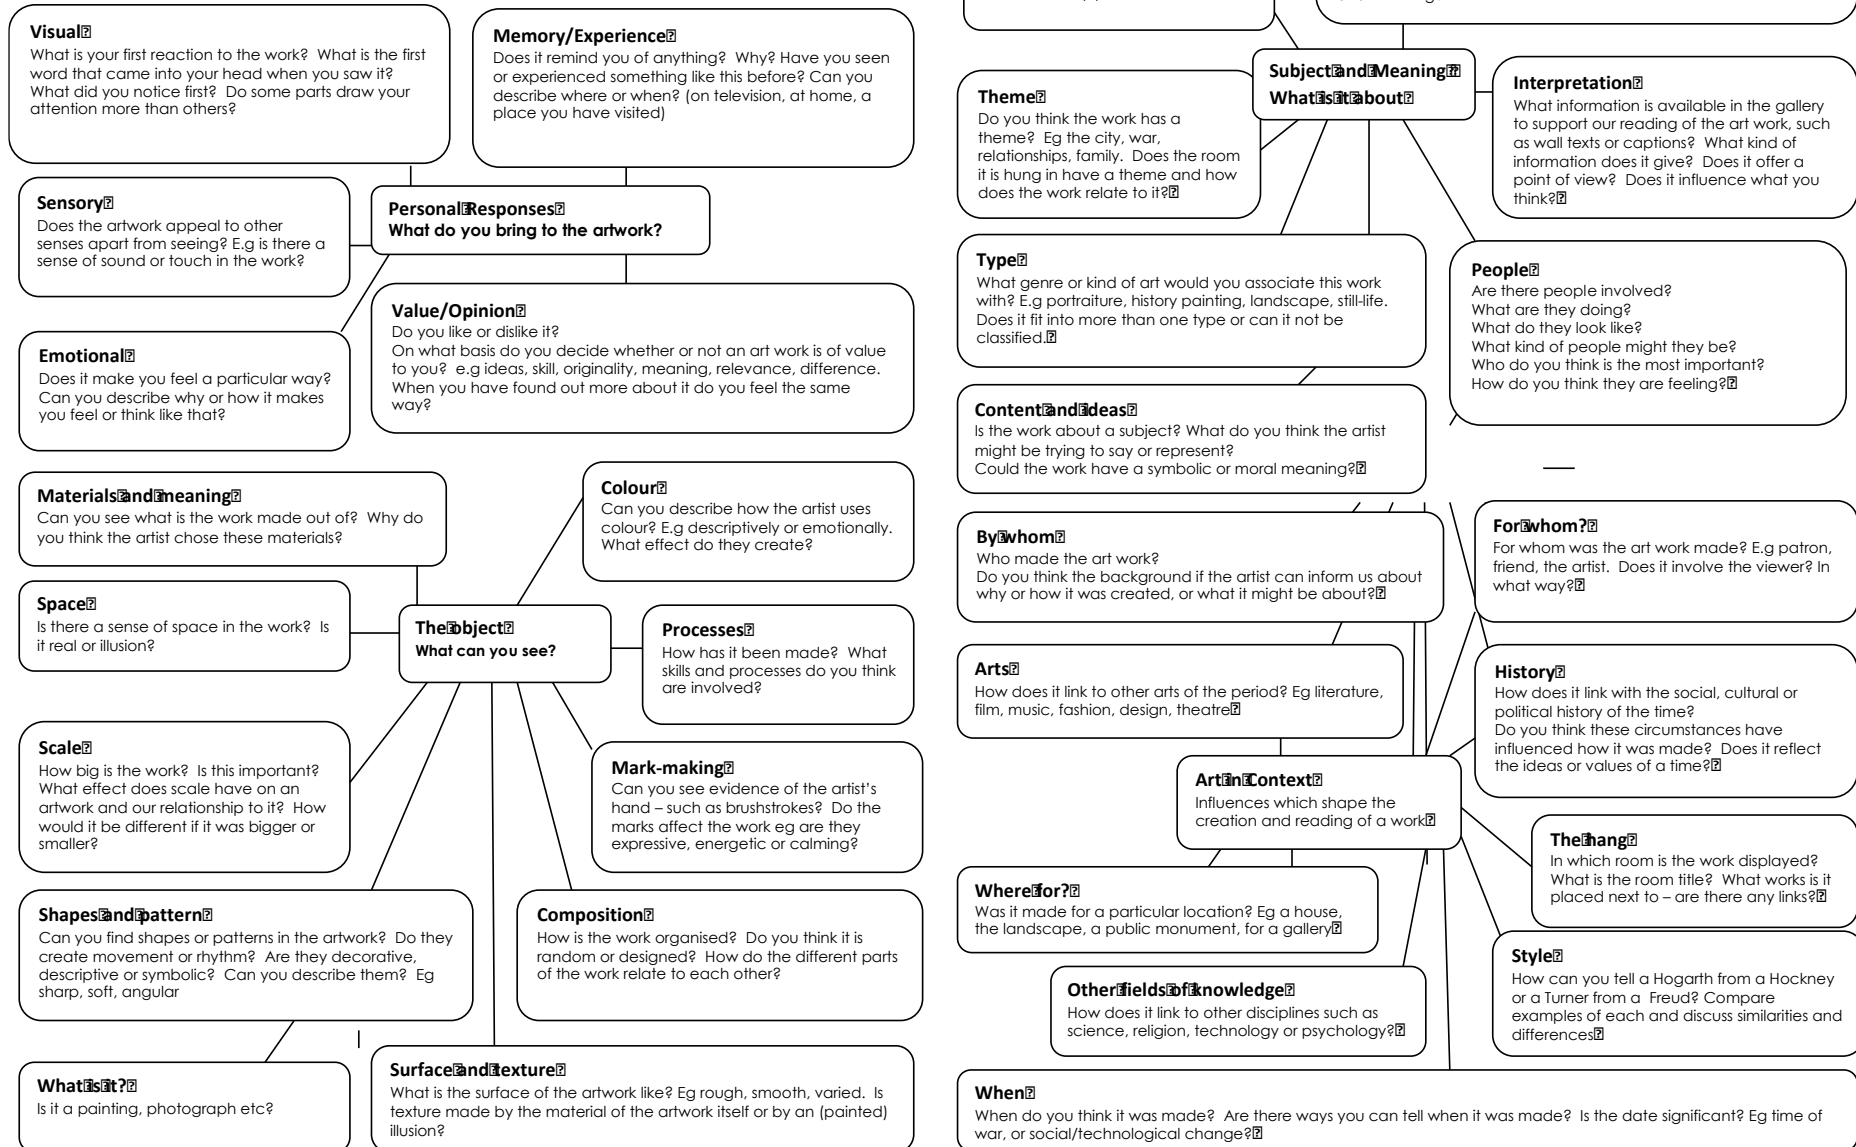 Visual
What is your first reaction to the work?  What is the first
word that came into your head when you saw it?
What did you notice first?  Do some parts draw your
attention more than others?
Memory/Experience
Does it remind you of anything?  Why? Have you seen
or experienced something like this before? Can you
describe where or when? (on television, at home, a
place you have visited)
Sensory
Does the artwork appeal to other
senses apart from seeing? E.g is there a
sense of sound or touch in the work?
Personal Responses
What do you bring to the artwork?
Emotional
Does it make you feel a particular way?
Can you describe why or how it makes
you feel or think like that?
Value/Opinion
Do you like or dislike it?
On what basis do you decide whether or not an art work is of value
to you?  e.g ideas, skill, originality, meaning, relevance, difference.
When you have found out more about it do you feel the same
way?
Materials and meaning
Can you see what is the work made out of?  Why do
you think the artist chose these materials?
Colour
Can you describe how the artist uses
colour? E.g descriptively or emotionally.
What effect do they create?
Space
Is there a sense of space in the work?  Is
it real or illusion?
The object
What can you see?
Processes
How has it been made?  What
skills and processes do you think
are involved?
Scale
How big is the work?  Is this important?
What effect does scale have on an
artwork and our relationship to it?  How
would it be different if it was bigger or
smaller?
Mark-making
Can you see evidence of the artist's
hand – such as brushstrokes?  Do the
marks affect the work eg are they
expressive, energetic or calming?
Shapes and pattern
Can you find shapes or patterns in the artwork?  Do they
create movement or rhythm?  Are they decorative,
descriptive or symbolic?  Can you describe them?  Eg
sharp, soft, angular
Composition
How is the work organised?  Do you think it is
random or designed?  How do the different parts
of the work relate to each other?
What is it?
Is it a painting, photograph etc?
Surface and texture
What is the surface of the artwork like? Eg rough, smooth, varied.  Is
texture made by the material of the artwork itself or by an (painted)
illusion?
Subject and Meaning
What is it about
Theme
Do you think the work has a
theme?  Eg the city, war,
relationships, family.  Does the room
it is hung in have a theme and how
does the work relate to it?
Interpretation
What information is available in the gallery
to support our reading of the art work, such
as wall texts or captions?  What kind of
information does it give?  Does it offer a
point of view?  Does it influence what you
think?
Type
What genre or kind of art would you associate this work
with? E.g portraiture, history painting, landscape, still-life.
Does it fit into more than one type or can it not be
classified.
People
Are there people involved?
What are they doing?
What do they look like?
What kind of people might they be?
Who do you think is the most important?
How do you think they are feeling?
Content and ideas
Is the work about a subject? What do you think the artist
might be trying to say or represent?
Could the work have a symbolic or moral meaning?
By whom
Who made the art work?
Do you think the background if the artist can inform us about
why or how it was created, or what it might be about?
For whom?
For whom was the art work made? E.g patron,
friend, the artist.  Does it involve the viewer? In
what way?
Arts
How does it link to other arts of the period? Eg literature,
film, music, fashion, design, theatre
History
How does it link with the social, cultural or
political history of the time?
Do you think these circumstances have
influenced how it was made?  Does it reflect
the ideas or values of a time?
Art in Context
Influences which shape the
creation and reading of a work
The hang
In which room is the work displayed?
What is the room title?  What works is it
placed next to – are there any links?
Where for?
Was it made for a particular location? Eg a house,
the landscape, a public monument, for a gallery
Style
How can you tell a Hogarth from a Hockney
or a Turner from a  Freud? Compare
examples of each and discuss similarities and
differences
Other fields of knowledge
How does it link to other disciplines such as
science, religion, technology or psychology?
When
When do you think it was made?  Are there ways you can tell when it was made?  Is the date significant? Eg time of
war, or social/technological change?